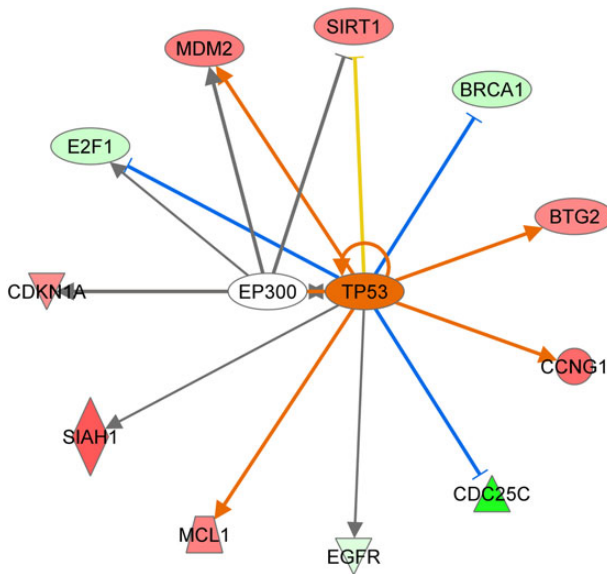 SIRT1
MDM2
BRCA1
E2F1
BTG2
CDKN1A
EP300
TP53
CCNG1
SIAH1
CDC25C
MCL1
EGFR